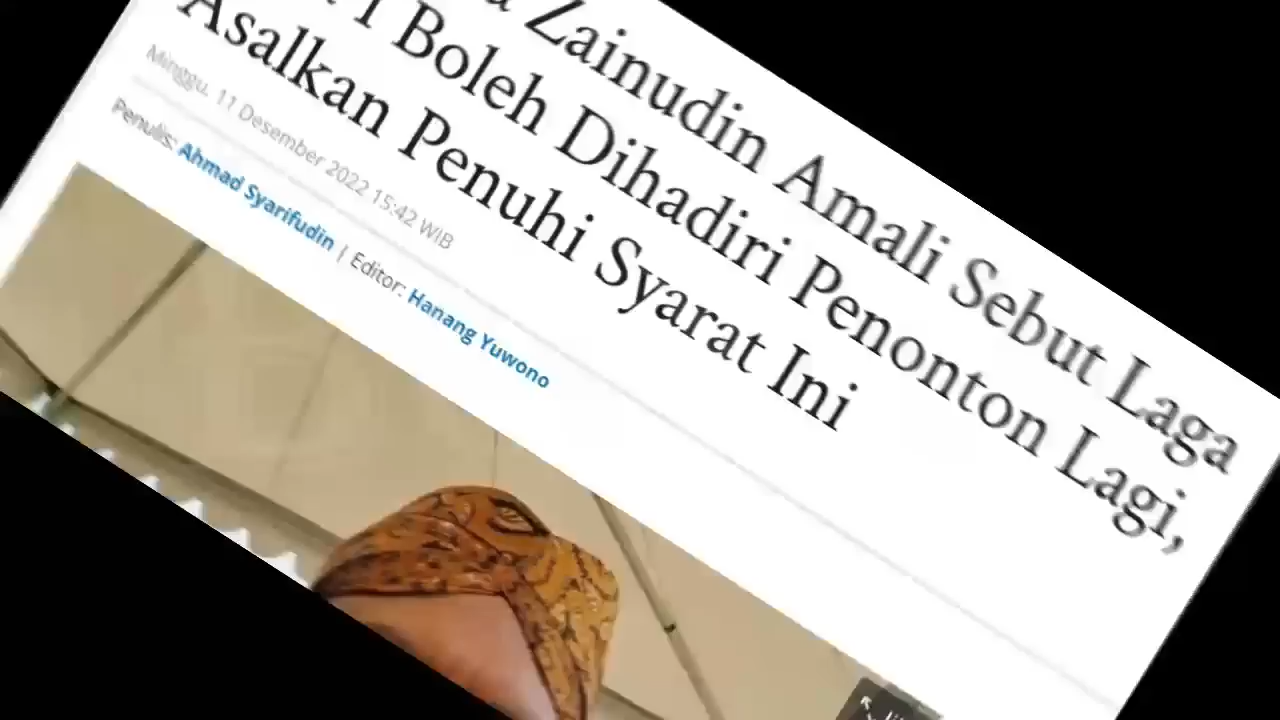 Zainudin Amali Sebut Laga
1 Boleh Dihadiri Penonton Lagi,
Asalkan Penuhi Syarat Ini
Minggu, 11 Desember 2022 15:42 WIB
Penulis: Ahmad Syarifudin | Editor: Hanang Yuwono